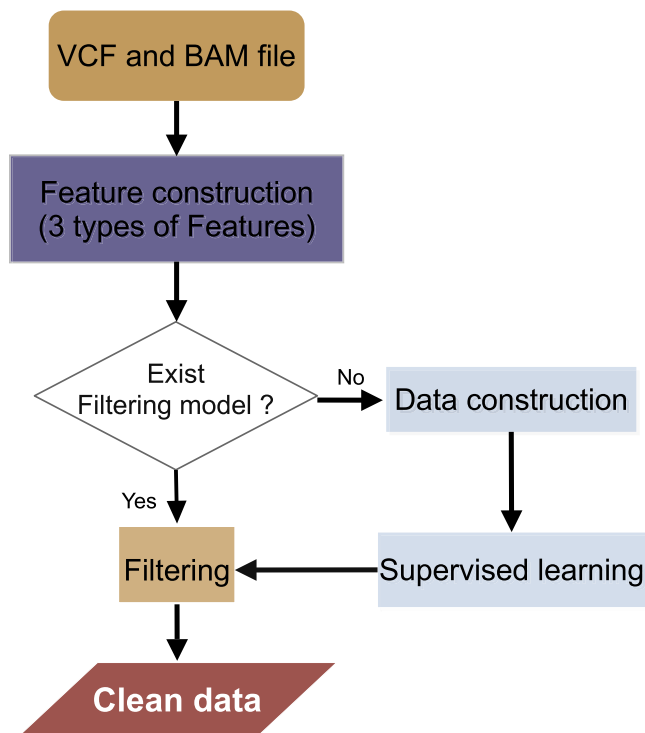 VCF and BAM file
Feature construction
(3 types of Features)
Exist
Filtering model ?
No
Data construction
Yes
Filtering
Supervised learning
Clean data